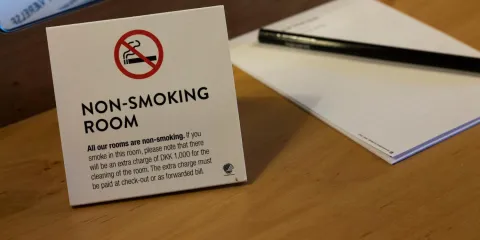 NON-SMOKING
ROOM
All our rooms are non-smoking. If you
smoke in this room, please note that there
will be an extra charge of DKK 1,000 for the
cleaning of the room. The extra charge must
be paid at check-out or as forwarded bill.